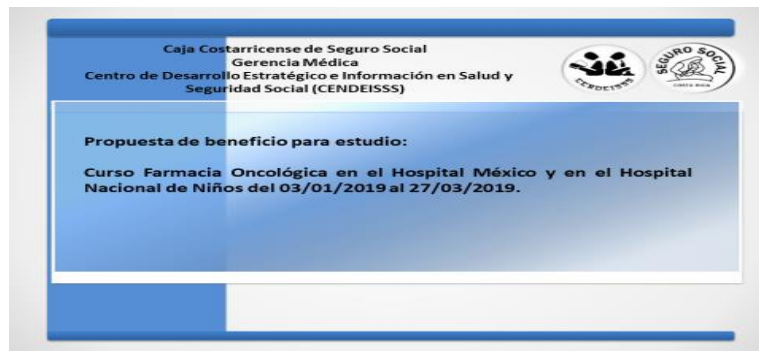 Caja Costarricense de Seguro Social
Gerencia Médica
Centro de Desarrollo Estratégico e Información en Salud y
Seguridad Social (CENDEISSS)
CENDEISSS
SEGURO SOCIAL
COSTA RICA
Propuesta de beneficio para estudio:
Curso Farmacia Oncológica en el Hospital México y en el Hospital
Nacional de Niños del 03/01/2019 al 27/03/2019.